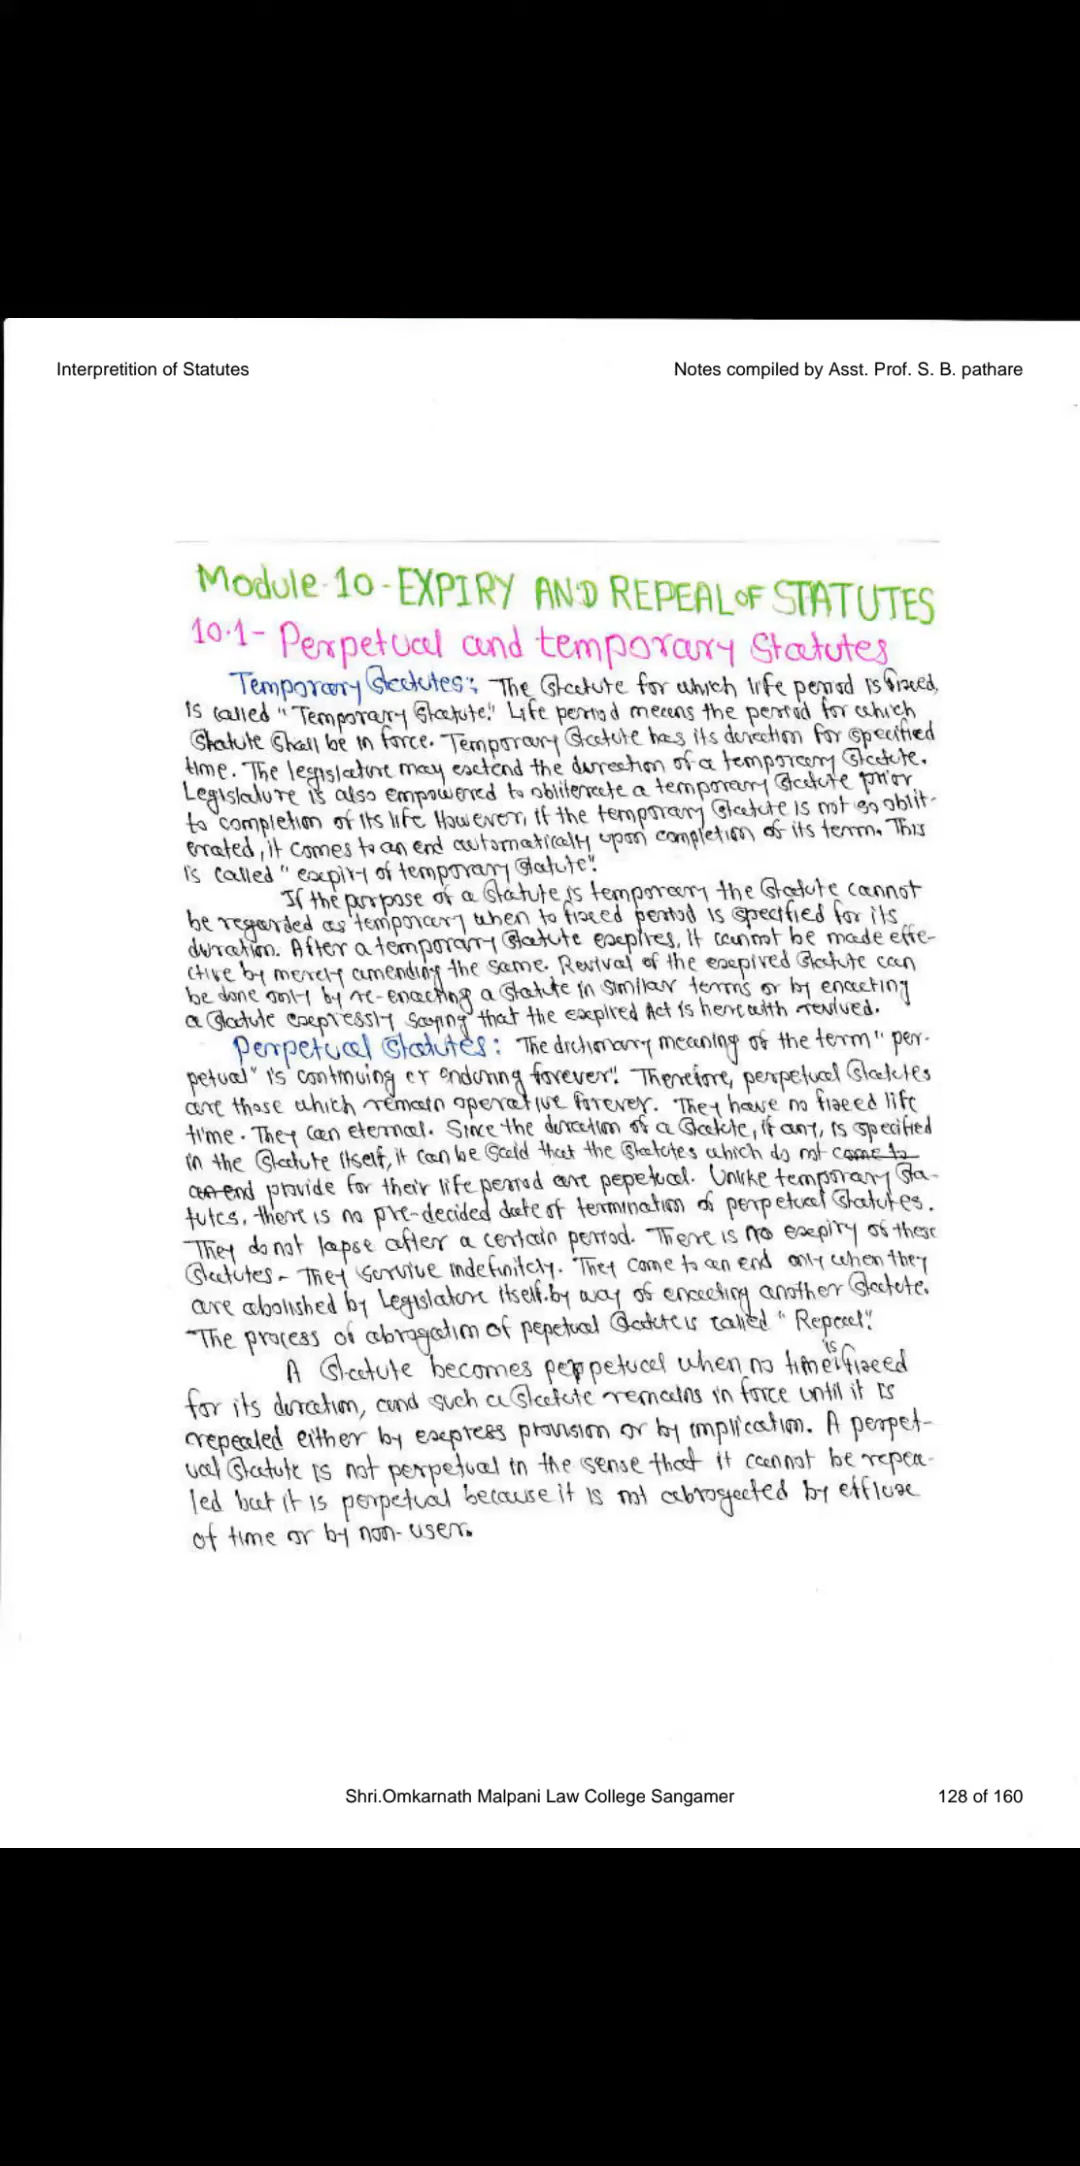 Interpretition of Statutes
Notes compiled by Asst. Prof. S. B. pathare
Module-10-EXPIRY AND REPEAL OF STATUTES
10.1- Perpetual and temporary Statutes
Temporary Statutes: The Statute for which life period is fixed,
is called "Temporary Statute." Life period means the period for which
Statute Shall be in force. Temporary Statute has its duration for specified
time. The legislature may extend the duration of a temporary Statute.
Legislature is also empowered to obliterate a temporary Statute prior
to completion of its life However, if the temporary Statute is not so oblit-
erated, it comes to an end automatically upon completion of its term. This
is called "expiry of temporary Statute".
If the purpose of a Statute is temporary the Statute cannot
be regarded as temporary when to fixed period is specified for its
duration. After a temporary Statute expires, it cannot be made effe-
ctive by merely amending the same. Revival of the expired Statute can
be done only by re-enacting a Statute in similar terms or by enacting
a Statute expressly saying that the expired Act is herewith revived.
Perpetual Statutes: The dictionary meaning of the term "per-
petual" is "continuing or enduring forever". Therefore, perpetual Statutes
are those which remain operative forever. They have no fixed life
time. They can eternal. Since the duration of a Statute, if any, is specified
in the Statute itself, it can be said that the Statutes which do not come to
an end provide for their life period are pepetual. Unlike temporary Sta-
tutes, there is no pre-decided date of termination of perpetual Statutes.
They do not lapse after a certain period. There is no expiry of these
Statutes - They survive indefinitely. They come to an end only when they
are abolished by Legislature itself by way of enacting another Statute.
The process of abrogation of pepetual Statute is called "Repeal".
A Statute becomes perpetual when no time is fixed
for its duration, and such a Statute remains in force until it is
repealed either by express provision or by implication. A perpet-
ual Statute is not perpetual in the sense that it cannot be repea-
led but it is perpetual because it is not abrogated by efflux
of time or by non-user.
Shri.Omkarnath Malpani Law College Sangamer
128 of 160